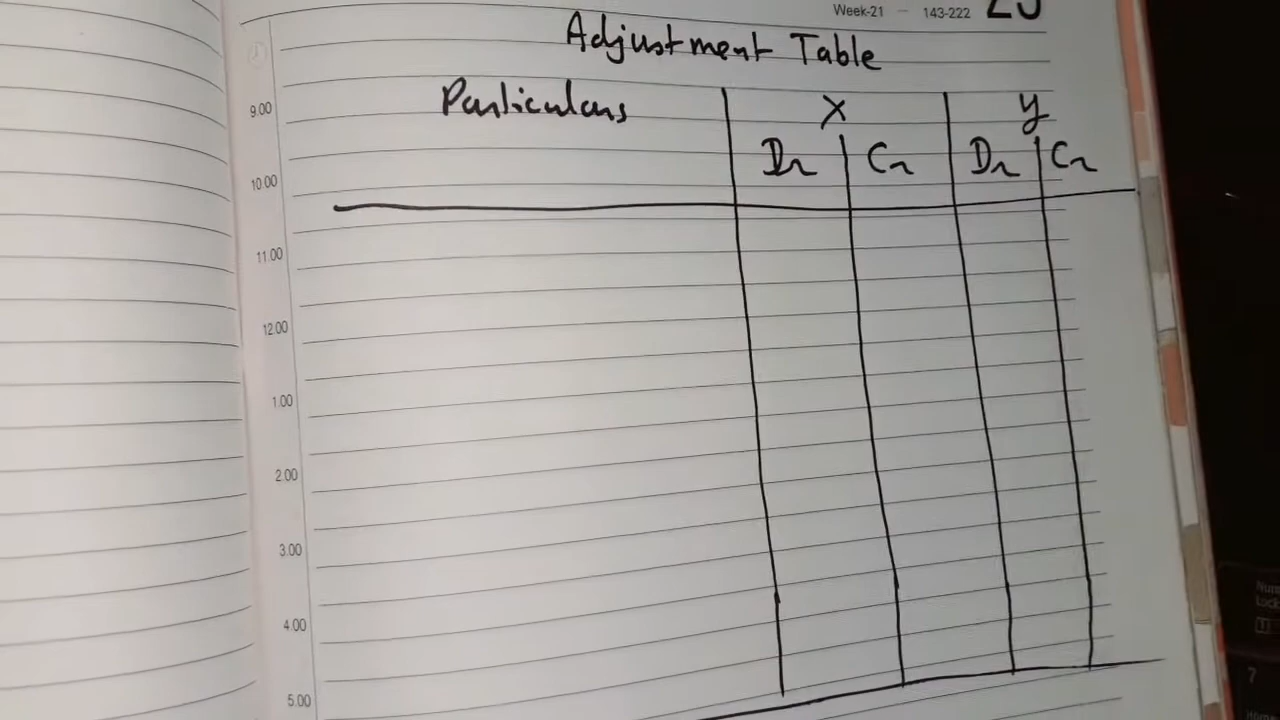 Week-21 — 143-222
Adjustment Table
Particulars X Y
Dr Cr Dr Cr
9.00
10.00
11.00
12.00
1.00
2.00
3.00
4.00
5.00
7